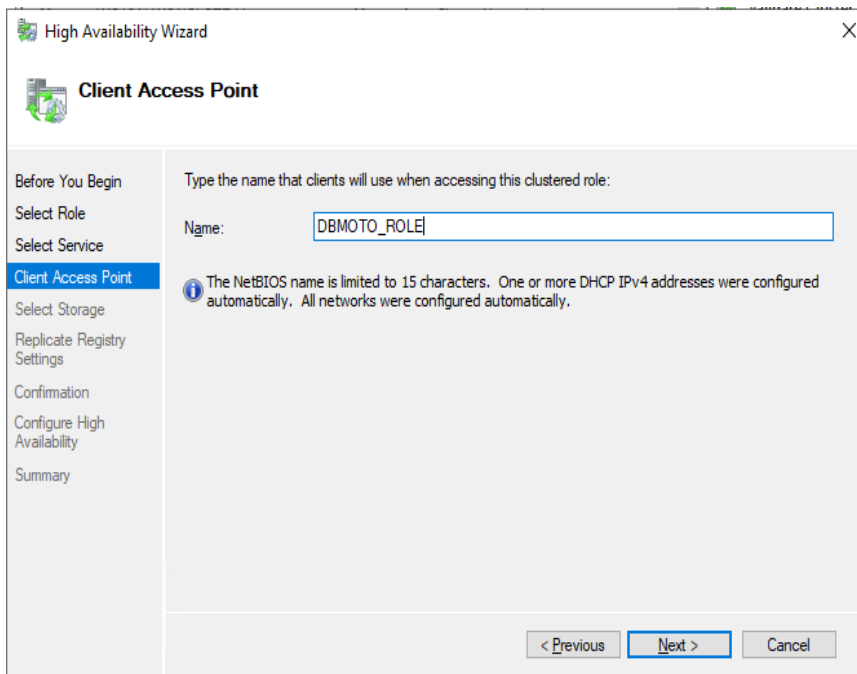 High Availability Wizard
Client Access Point
Before You Begin
Select Role
Select Service
Client Access Point
Select Storage
Replicate Registry
Settings
Confirmation
Configure High
Availability
Summary
Type the name that clients will use when accessing this clustered role:
Name:
DBMOTO_ROLE
The NetBIOS name is limited to 15 characters. One or more DHCP IPv4 addresses were configured
automatically. All networks were configured automatically.
< Previous
Next >
Cancel